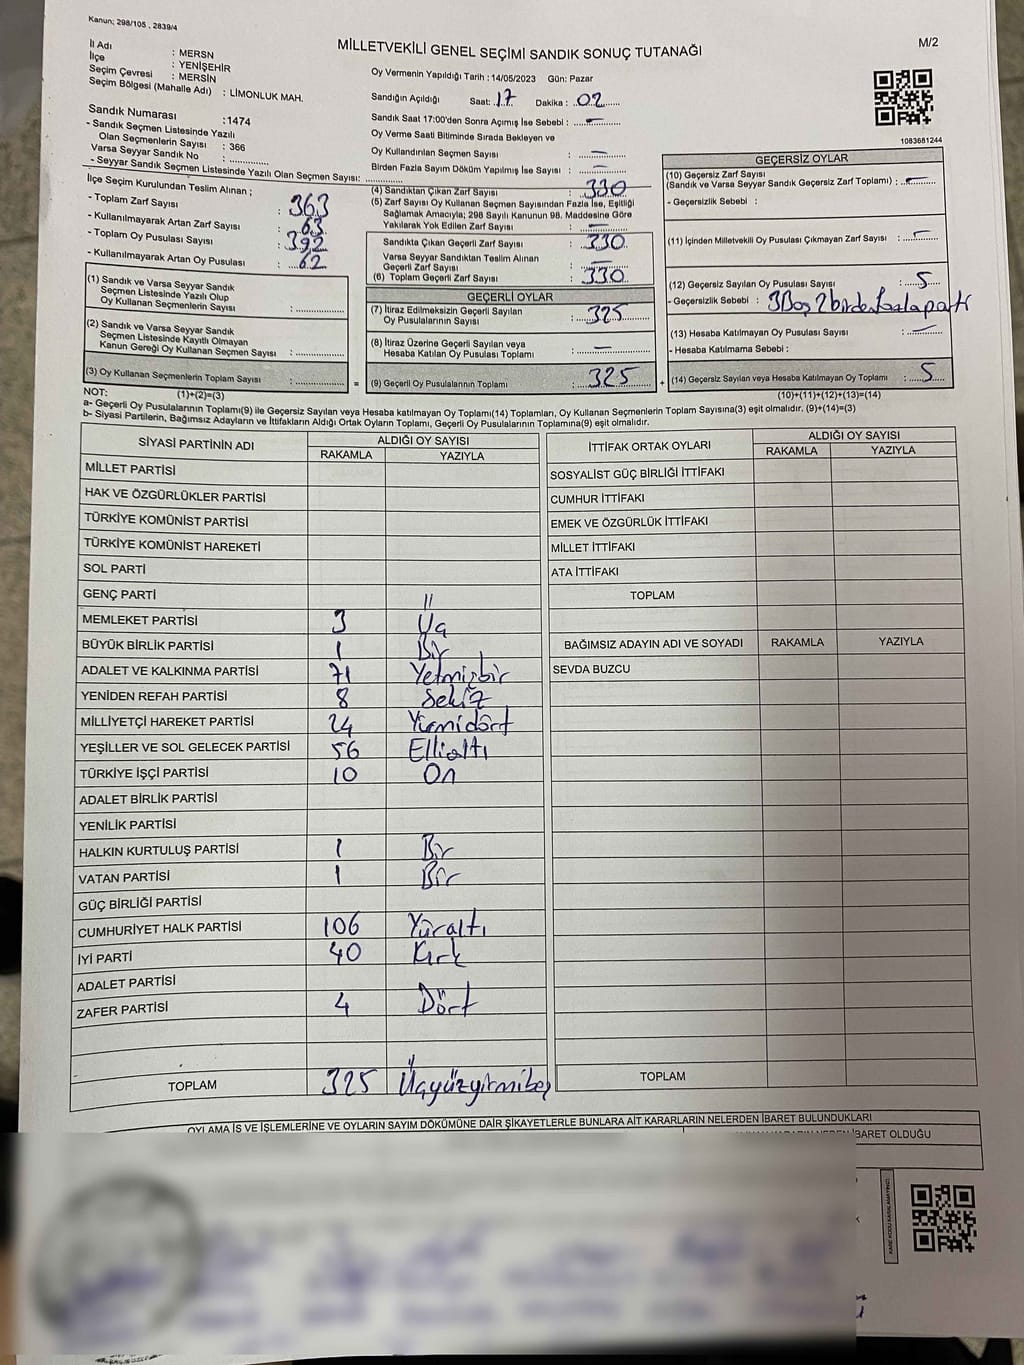 Kanun; 298/105 , 2839/4
M/2
MİLLETVEKİLİ GENEL SEÇİMİ SANDIK SONUÇ TUTANAĞI
İl Adı : MERSN
İlçe : YENİŞEHİR
Seçim Çevresi : MERSİN
Seçim Bölgesi (Mahalle Adı) : LİMONLUK MAH.
Sandık Numarası :1474
- Sandık Seçmen Listesinde Yazılı
Olan Seçmenlerin Sayısı : 366
Varsa Seyyar Sandık No : ................
- Seyyar Sandık Seçmen Listesinde Yazılı Olan Seçmen Sayısı: ............
Oy Vermenin Yapıldığı Tarih : 14/05/2023 Gün: Pazar
Sandığın Açıldığı Saat: 17 Dakika : 02
Sandık Saat 17:00'den Sonra Açımış İse Sebebi : —
Oy Verme Saati Bitiminde Sırada Bekleyen ve
Oy Kullandırılan Seçmen Sayısı : —
Birden Fazla Sayım Döküm Yapılmış İse Sayısı : —
1083681244
İlçe Seçim Kurulundan Teslim Alınan ;
- Toplam Zarf Sayısı : 363
- Kullanılmayarak Artan Zarf Sayısı : 63
- Toplam Oy Pusulası Sayısı : 392
- Kullanılmayarak Artan Oy Pusulası : 62
(4) Sandıktan Çıkan Zarf Sayısı : 330
(5) Zarf Sayısı Oy Kullanan Seçmen Sayısından Fazla İse, Eşitliği
Sağlamak Amacıyla; 298 Sayılı Kanunun 98. Maddesine Göre
Yakılarak Yok Edilen Zarf Sayısı : —
Sandıkta Çıkan Geçerli Zarf Sayısı : 330
Varsa Seyyar Sandıktan Teslim Alınan
Geçerli Zarf Sayısı : —
(6) Toplam Geçerli Zarf Sayısı : 330
GEÇERSİZ OYLAR
(10) Geçersiz Zarf Sayısı
(Sandık ve Varsa Seyyar Sandık Geçersiz Zarf Toplamı) : —
- Geçersizlik Sebebi :
(11) İçinden Milletvekili Oy Pusulası Çıkmayan Zarf Sayısı : —
(12) Geçersiz Sayılan Oy Pusulası Sayısı : 5
- Geçersizlik Sebebi : 3Boş 2birden fazla parti
(13) Hesaba Katılmayan Oy Pusulası Sayısı : —
- Hesaba Katılmama Sebebi :
(14) Geçersiz Sayılan veya Hesaba Katılmayan Oy Toplamı : 5
(10)+(11)+(12)+(13)=(14)
(1) Sandık ve Varsa Seyyar Sandık
Seçmen Listesinde Yazılı Olup
Oy Kullanan Seçmenlerin Sayısı : ............
(2) Sandık ve Varsa Seyyar Sandık
Seçmen Listesinde Kayıtlı Olmayan
Kanun Gereği Oy Kullanan Seçmen Sayısı : ............
(3) Oy Kullanan Seçmenlerin Toplam Sayısı : ............ =
(1)+(2)=(3)
GEÇERLİ OYLAR
(7) İtiraz Edilmeksizin Geçerli Sayılan
Oy Pusulalarının Sayısı : 325
(8) İtiraz Üzerine Geçerli Sayılan veya
Hesaba Katılan Oy Pusulası Toplamı : —
(9) Geçerli Oy Pusulalarının Toplamı : 325 +
NOT:
a- Geçerli Oy Pusulalarının Toplamı(9) ile Geçersiz Sayılan veya Hesaba katılmayan Oy Toplamı(14) Toplamları, Oy Kullanan Seçmenlerin Toplam Sayısına(3) eşit olmalıdır. (9)+(14)=(3)
b- Siyasi Partilerin, Bağımsız Adayların ve İttifakların Aldığı Ortak Oyların Toplamı, Geçerli Oy Pusulalarının Toplamına(9) eşit olmalıdır.
SİYASİ PARTİNİN ADI ALDIĞI OY SAYISI
RAKAMLA YAZIYLA
MİLLET PARTİSİ
HAK VE ÖZGÜRLÜKLER PARTİSİ
TÜRKİYE KOMÜNİST PARTİSİ
TÜRKİYE KOMÜNİST HAREKETİ
SOL PARTİ
GENÇ PARTİ
MEMLEKET PARTİSİ 3 Üç
BÜYÜK BİRLİK PARTİSİ 1 Bir
ADALET VE KALKINMA PARTİSİ 71 Yetmişbir
YENİDEN REFAH PARTİSİ 8 Sekiz
MİLLİYETÇİ HAREKET PARTİSİ 24 Yirmidört
YEŞİLLER VE SOL GELECEK PARTİSİ 56 Ellialtı
TÜRKİYE İŞÇİ PARTİSİ 10 On
ADALET BİRLİK PARTİSİ
YENİLİK PARTİSİ
HALKIN KURTULUŞ PARTİSİ 1 Bir
VATAN PARTİSİ 1 Bir
GÜÇ BİRLİĞİ PARTİSİ
CUMHURİYET HALK PARTİSİ 106 Yüzaltı
İYİ PARTİ 40 Kırk
ADALET PARTİSİ
ZAFER PARTİSİ 4 Dört
TOPLAM 325 Üçyüzyirmibeş
İTTİFAK ORTAK OYLARI ALDIĞI OY SAYISI
RAKAMLA YAZIYLA
SOSYALİST GÜÇ BİRLİĞİ İTTİFAKI
CUMHUR İTTİFAKI
EMEK VE ÖZGÜRLÜK İTTİFAKI
MİLLET İTTİFAKI
ATA İTTİFAKI
TOPLAM
BAĞIMSIZ ADAYIN ADI VE SOYADI RAKAMLA YAZIYLA
SEVDA BUZCU
TOPLAM
OYLAMA İŞ VE İŞLEMLERİNE VE OYLARIN SAYIM DÖKÜMÜNE DAİR ŞİKAYETLERLE BUNLARA AİT KARARLARIN NELERDEN İBARET BULUNDUKLARI
İBARET OLDUĞU